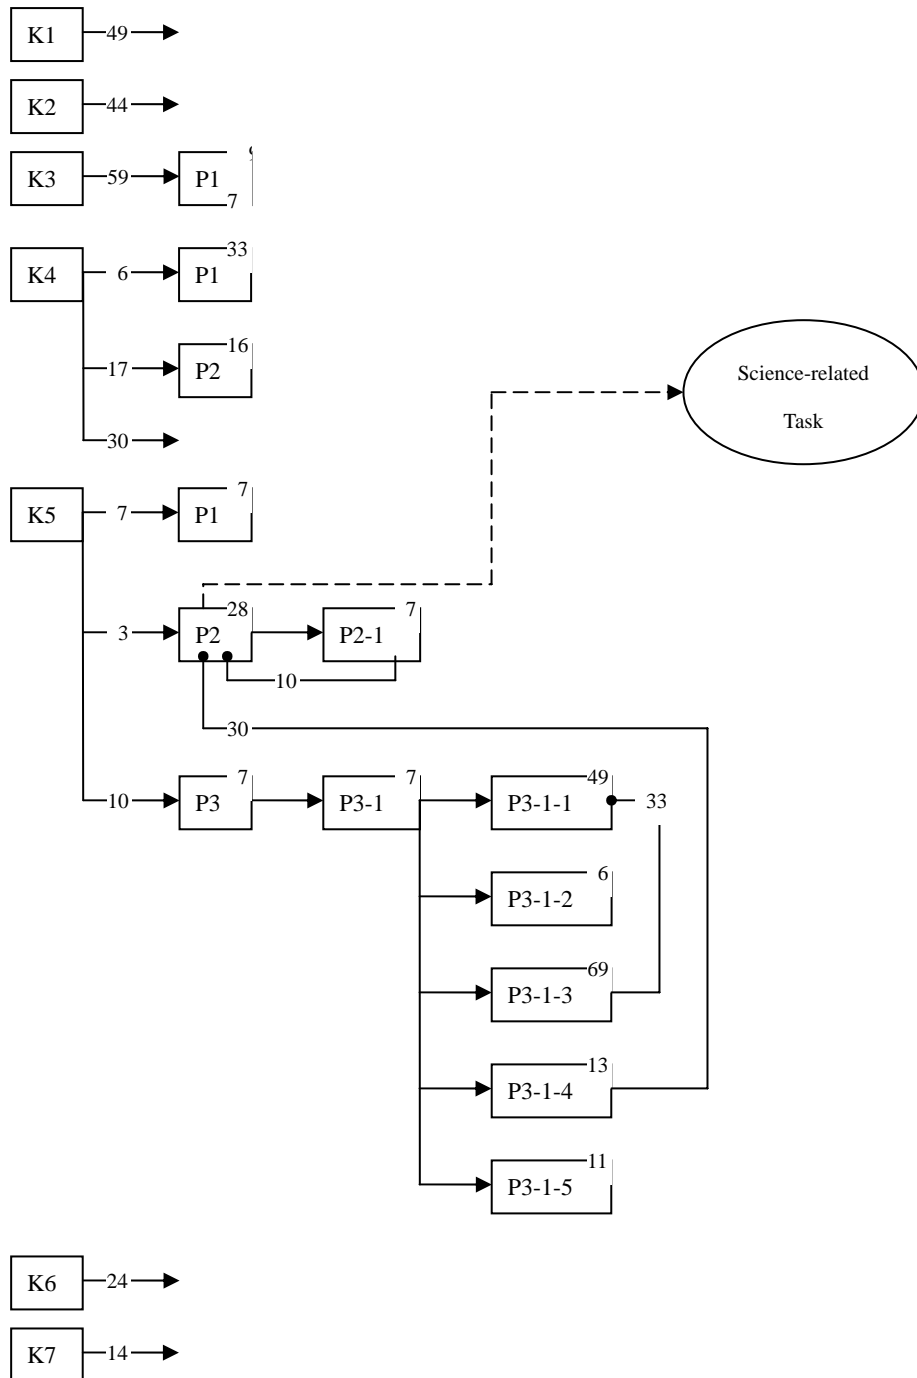 K1 49
K2 44
K3 59 P1
7
33
K4 6 P1
16
17 P2
Science-related
Task
30
7
K5 7 P1
28 7
3 P2 P2-1
10
30
7 7 49
10 P3 P3-1 P3-1-1 33
6
P3-1-2
69
P3-1-3
13
P3-1-4
11
P3-1-5
K6 24
K7 14